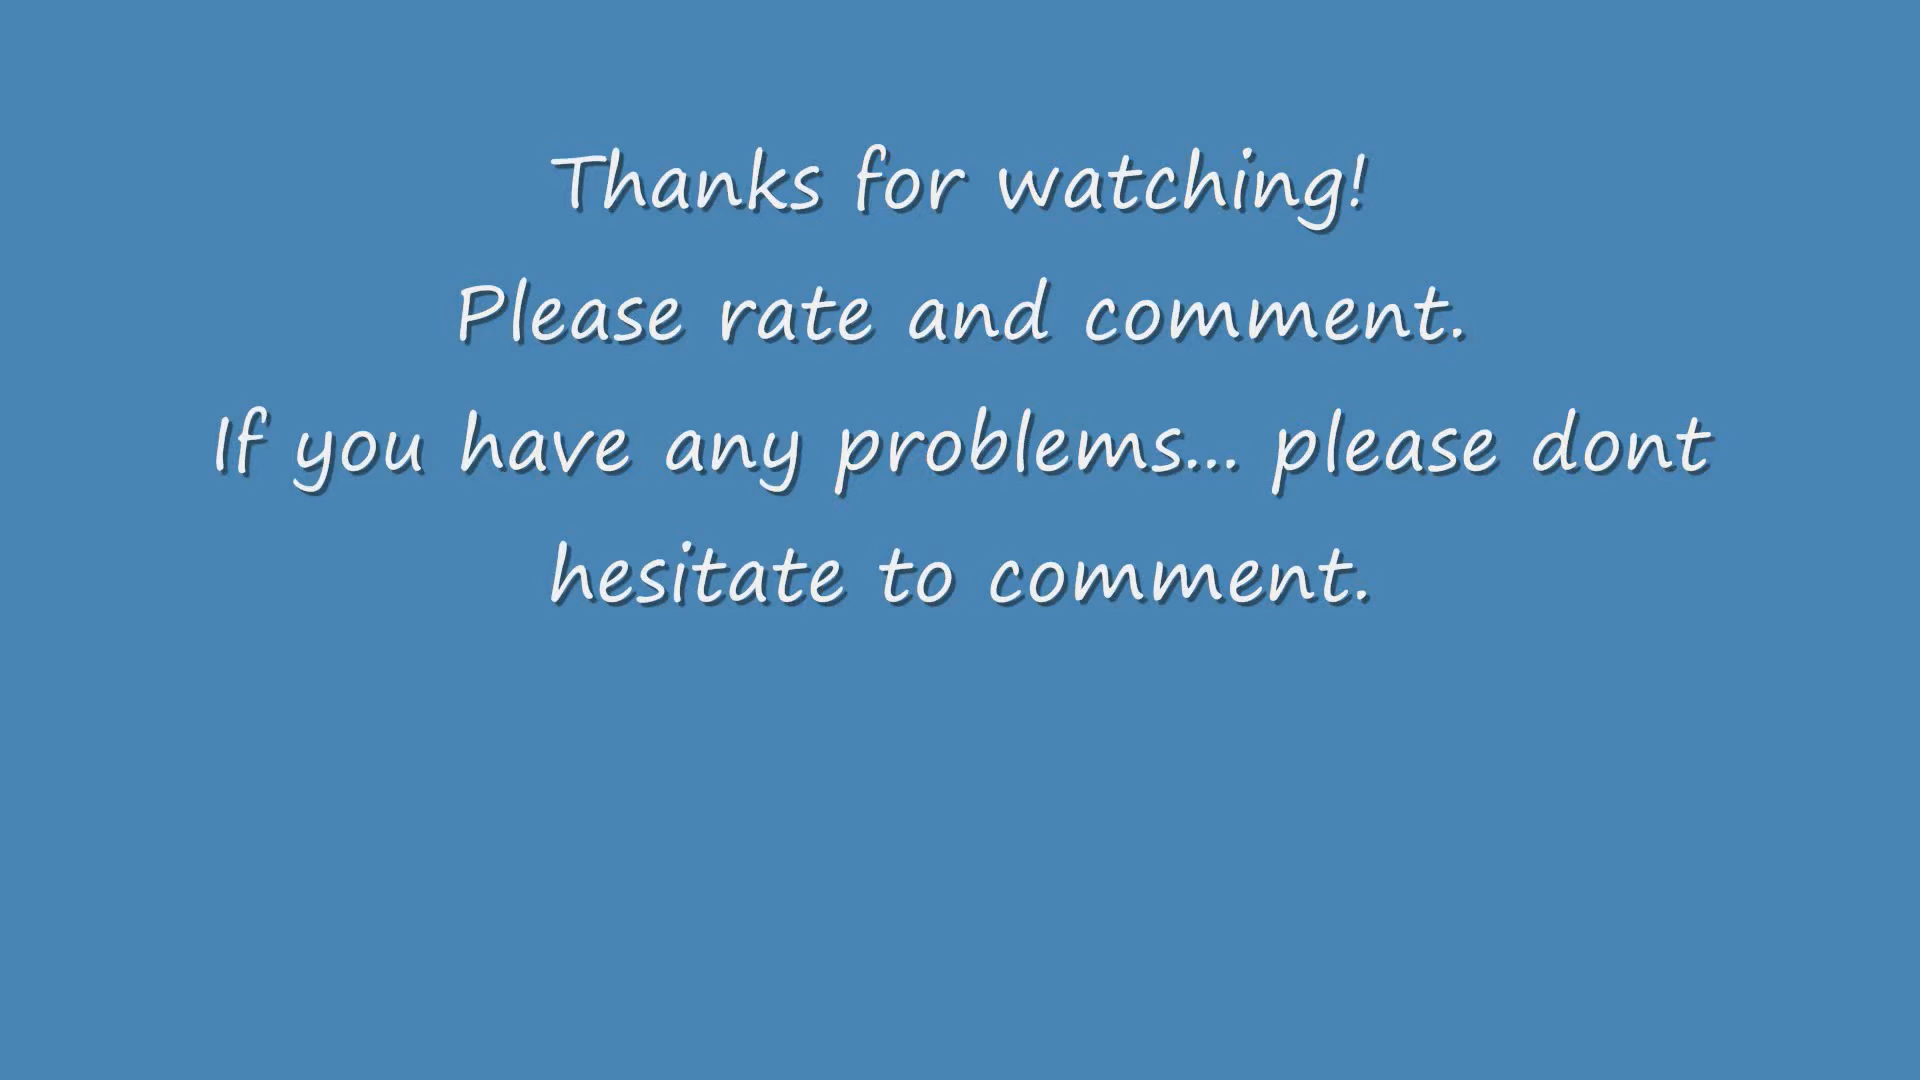 Thanks for watching!
Please rate and comment.
If you have any problems... please dont
hesitate to comment.